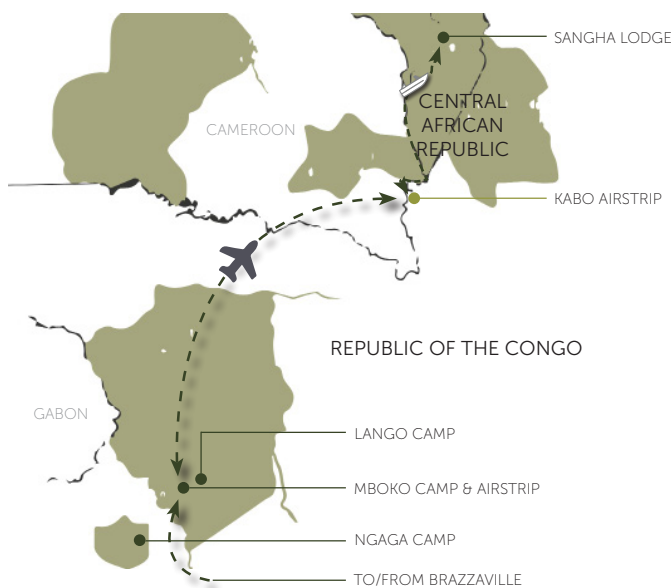 SANGHA LODGE
CENTRAL
AFRICAN
REPUBLIC
CAMEROON
KABO AIRSTRIP
REPUBLIC OF THE CONGO
GABON
LANGO CAMP
MBOKO CAMP & AIRSTRIP
NGAGA CAMP
TO/FROM BRAZZAVILLE